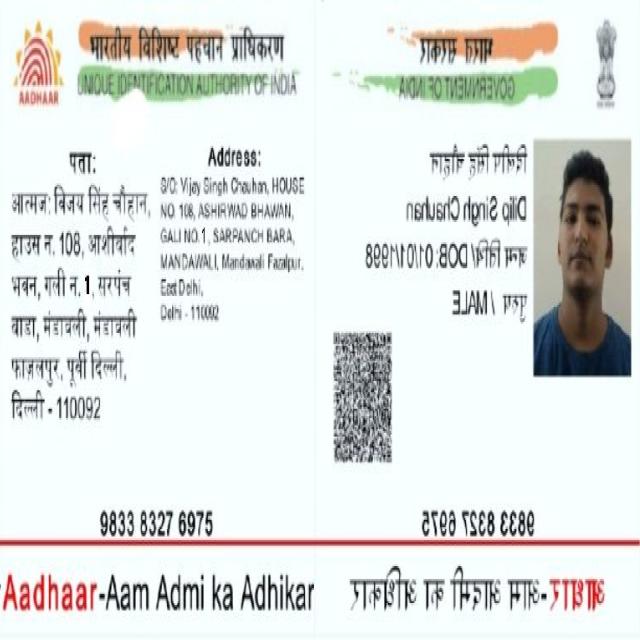 भारतीय विशिष्ट पहचान प्राधिकरण
UNIQUE IDENTIFICATION AUTHORITY OF INDIA
AADHAAR
पता:
आत्मज: विजय सिंह चौहान,
हाउस न. 108, आशीर्वाद
भवन, गली न. 1, सरपंच
बाडा, मंडावली, मंडावली
फाज़लपुर, पूर्वी दिल्ली,
दिल्ली - 110092
Address:
S/O: Vijay Singh Chauhan, HOUSE
NO. 108, ASHIRWAD BHAWAN,
GALI NO. 1, SARPANCH BARA,
MANDAWALI, Mandawali Fazalpur,
East Delhi,
Delhi - 110092
9833 8327 6975
Aadhaar-Aam Admi ka Adhikar
भारत सरकार
GOVERNMENT OF INDIA
दिलीप सिंह चौहान
Dilip Singh Chauhan
जन्म तिथि/ DOB: 01/01/1998
पुरुष / MALE
9833 8327 6975
आधार-आम आदमी का अधिकार